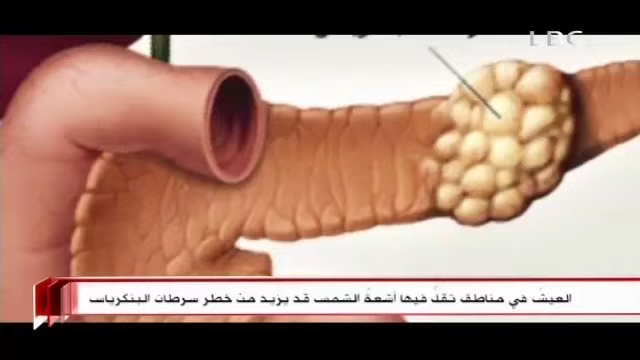 LBC
العيش في مناطق تقلّ فيها أشعةُ الشمس قد يزيد من خطر سرطان البنكرياس